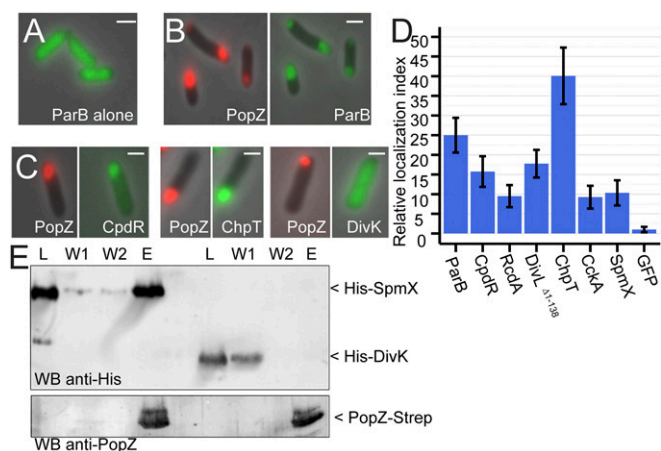 A
ParB alone
B
PopZ
ParB
C
PopZ
CpdR
PopZ
ChpT
PopZ
DivK
D
Relative localization index
50
45
40
35
30
25
20
15
10
5
0
ParB
CpdR
RcdA
DivL Δ1-138
ChpT
CckA
SpmX
GFP
E
L W1 W2 E L W1 W2 E
< His-SpmX
< His-DivK
WB anti-His
< PopZ-Strep
WB anti-PopZ